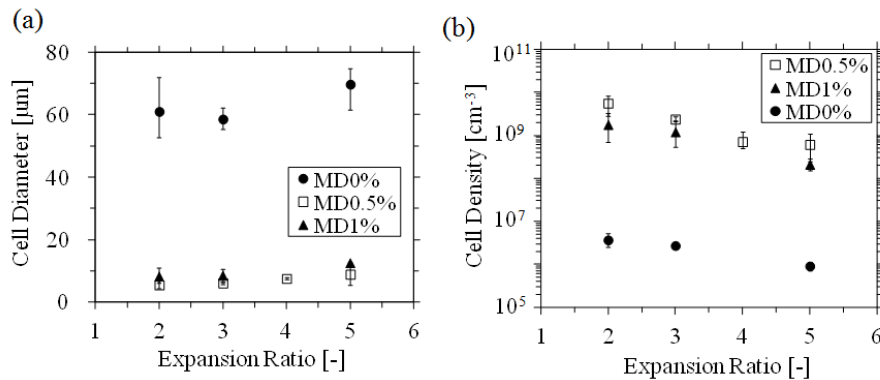 (a)
80
60
40
20
0
Cell Diameter [μm]
MD0%
MD0.5%
MD1%
1 2 3 4 5 6
Expansion Ratio [-]
(b)
10¹¹
10⁹
10⁷
10⁵
Cell Density [cm⁻³]
MD0.5%
MD1%
MD0%
1 2 3 4 5 6
Expansion Ratio [-]